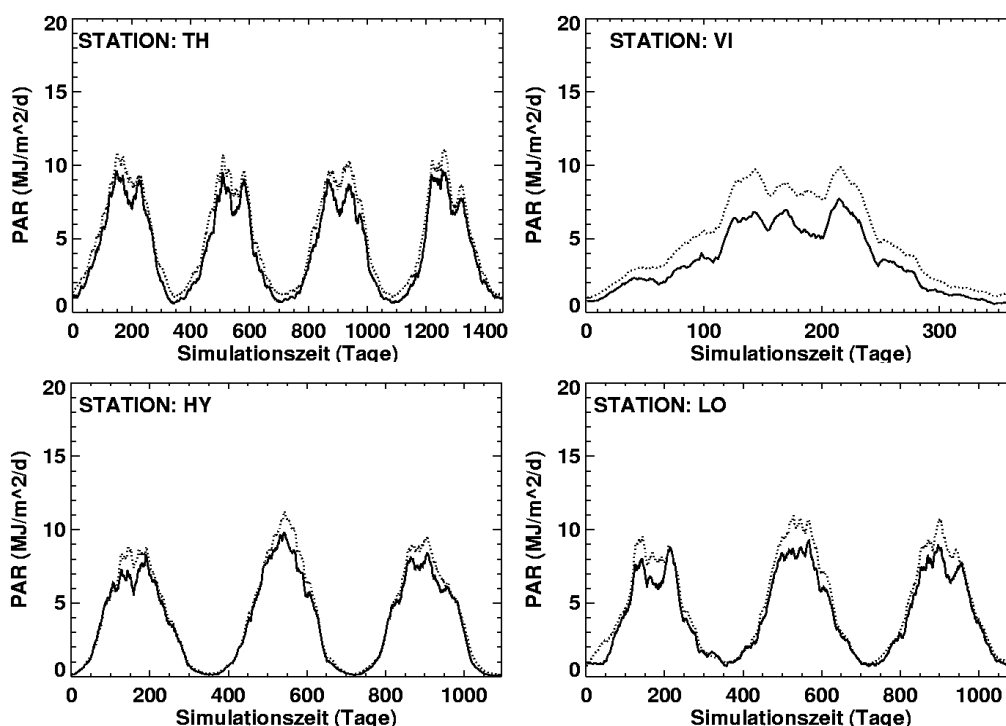 STATION: TH
PAR (MJ/m^2/d)
20
15
10
5
0
0 200 400 600 800 1000 1200 1400
Simulationszeit (Tage)
STATION: VI
PAR (MJ/m^2/d)
20
15
10
5
0
0 100 200 300
Simulationszeit (Tage)
STATION: HY
PAR (MJ/m^2/d)
20
15
10
5
0
0 200 400 600 800 1000
Simulationszeit (Tage)
STATION: LO
PAR (MJ/m^2/d)
20
15
10
5
0
0 200 400 600 800 1000
Simulationszeit (Tage)